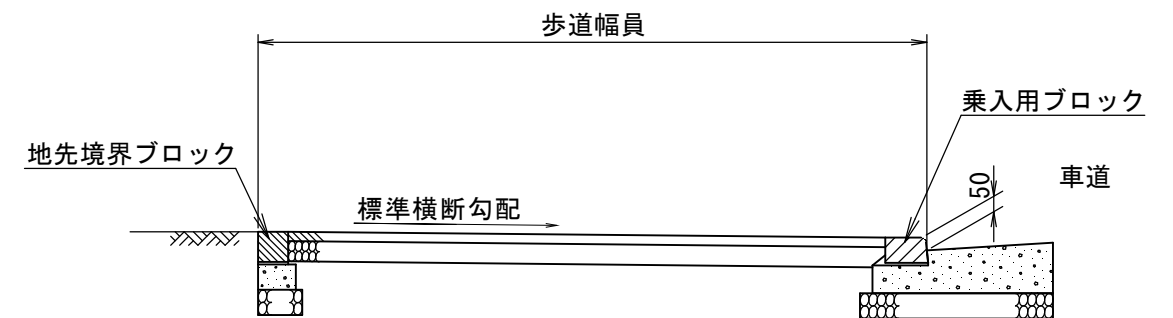 歩道幅員
乗入用ブロック
地先境界ブロック
50
車道
標準横断勾配